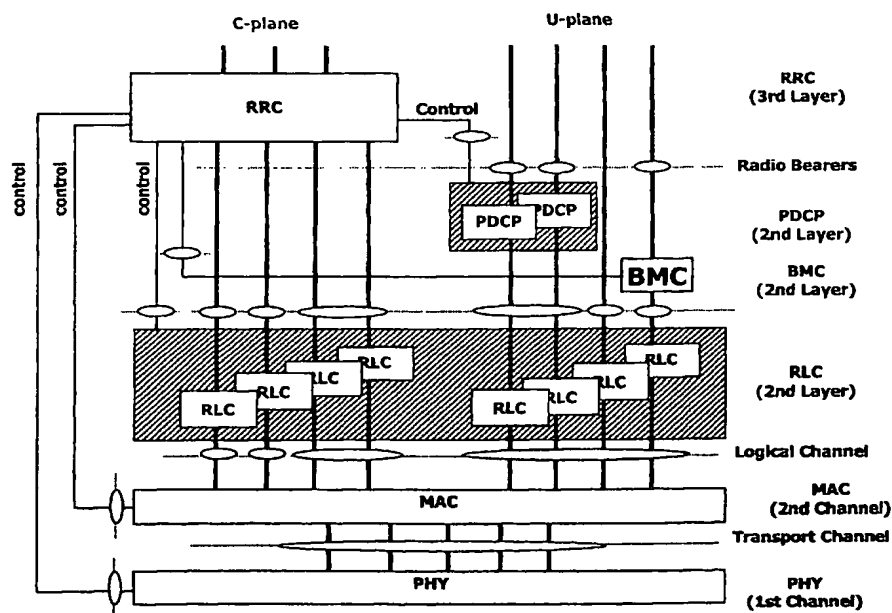 C-plane
U-plane
RRC
Control
RRC
(3rd Layer)
control
control
control
Radio Bearers
PDCP
PDCP
PDCP
(2nd Layer)
BMC
BMC
(2nd Layer)
RLC
RLC
RLC
RLC
RLC
RLC
RLC
RLC
RLC
(2nd Layer)
Logical Channel
MAC
MAC
(2nd Channel)
Transport Channel
PHY
PHY
(1st Channel)